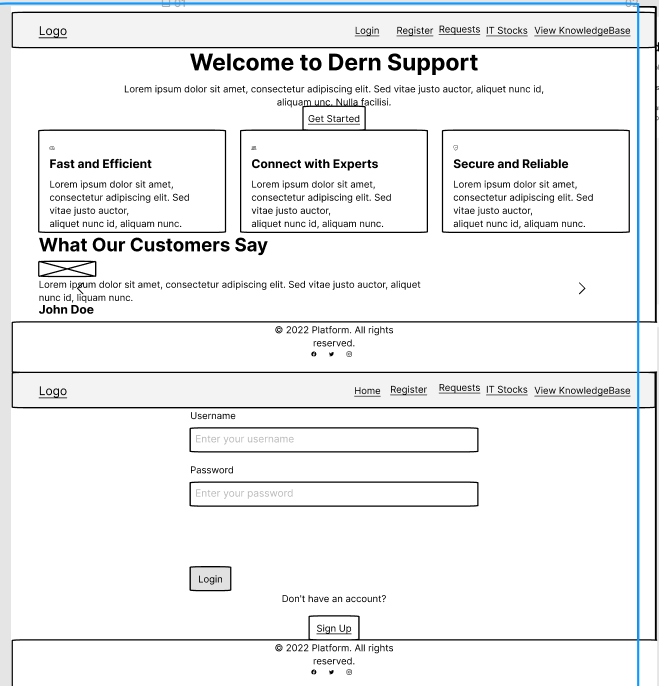 Logo Login Register Requests IT Stocks View KnowledgeBase
Welcome to Dern Support
Lorem ipsum dolor sit amet, consectetur adipiscing elit. Sed vitae justo auctor, aliquet nunc id,
aliquam unc. Nulla facilisi.
Get Started
Fast and Efficient
Lorem ipsum dolor sit amet,
consectetur adipiscing elit. Sed
vitae justo auctor,
aliquet nunc id, aliquam nunc.
Connect with Experts
Lorem ipsum dolor sit amet,
consectetur adipiscing elit. Sed
vitae justo auctor,
aliquet nunc id, aliquam nunc.
Secure and Reliable
Lorem ipsum dolor sit amet,
consectetur adipiscing elit. Sed
vitae justo auctor,
aliquet nunc id, aliquam nunc.
What Our Customers Say
Lorem ipsum dolor sit amet, consectetur adipiscing elit. Sed vitae justo auctor, aliquet
nunc id, liquam nunc.
John Doe
© 2022 Platform. All rights
reserved.
Logo Home Register Requests IT Stocks View KnowledgeBase
Username
Enter your username
Password
Enter your password
Login
Don't have an account?
Sign Up
© 2022 Platform. All rights
reserved.